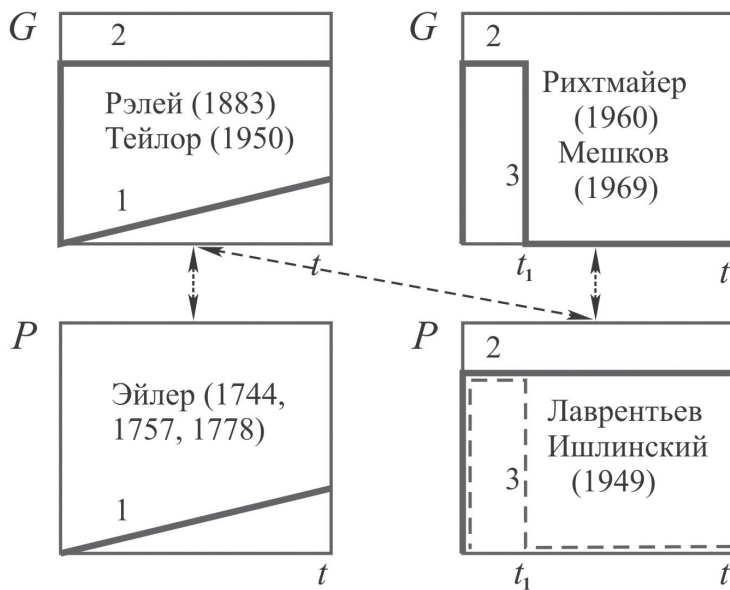 G
2
Рэлей (1883)
Тейлор (1950)
1
t
G
2
Рихтмайер
(1960)
Мешков
(1969)
3
t₁
t
P
Эйлер (1744,
1757, 1778)
1
t
P
2
Лаврентьев
Ишлинский
(1949)
3
t₁
t